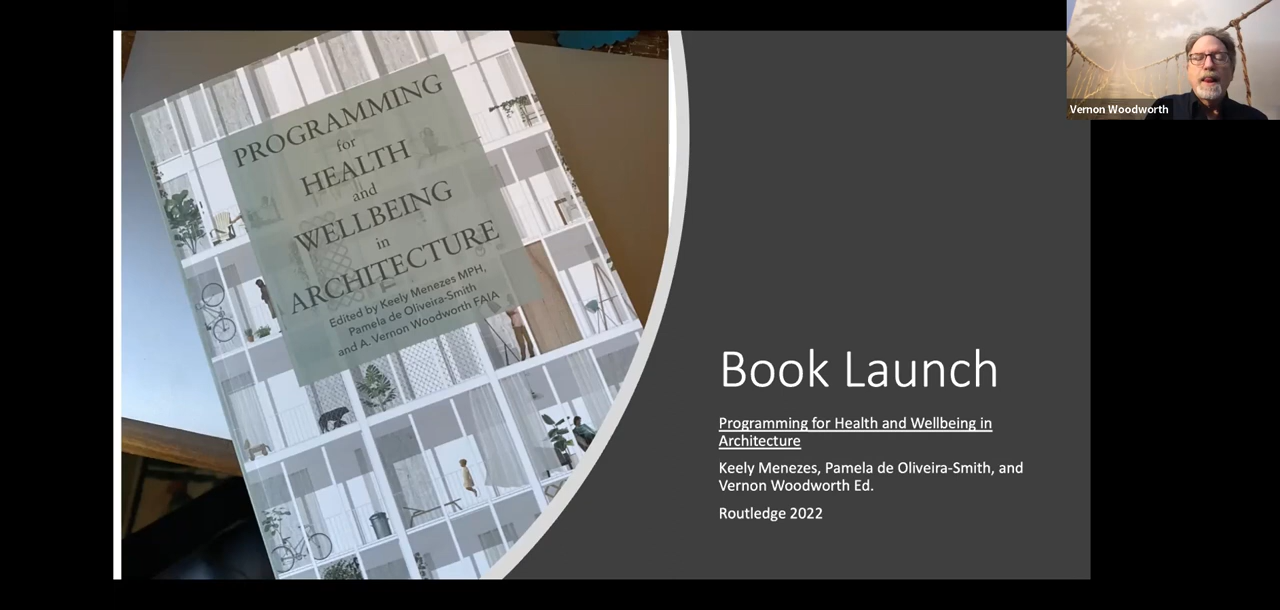 PROGRAMMING
for
HEALTH
and
WELLBEING
in
ARCHITECTURE
Edited by Keely Menezes MPH,
Pamela de Oliveira-Smith
and A. Vernon Woodworth FAIA
Book Launch
Programming for Health and Wellbeing in
Architecture
Keely Menezes, Pamela de Oliveira-Smith, and
Vernon Woodworth Ed.
Routledge 2022
Vernon Woodworth